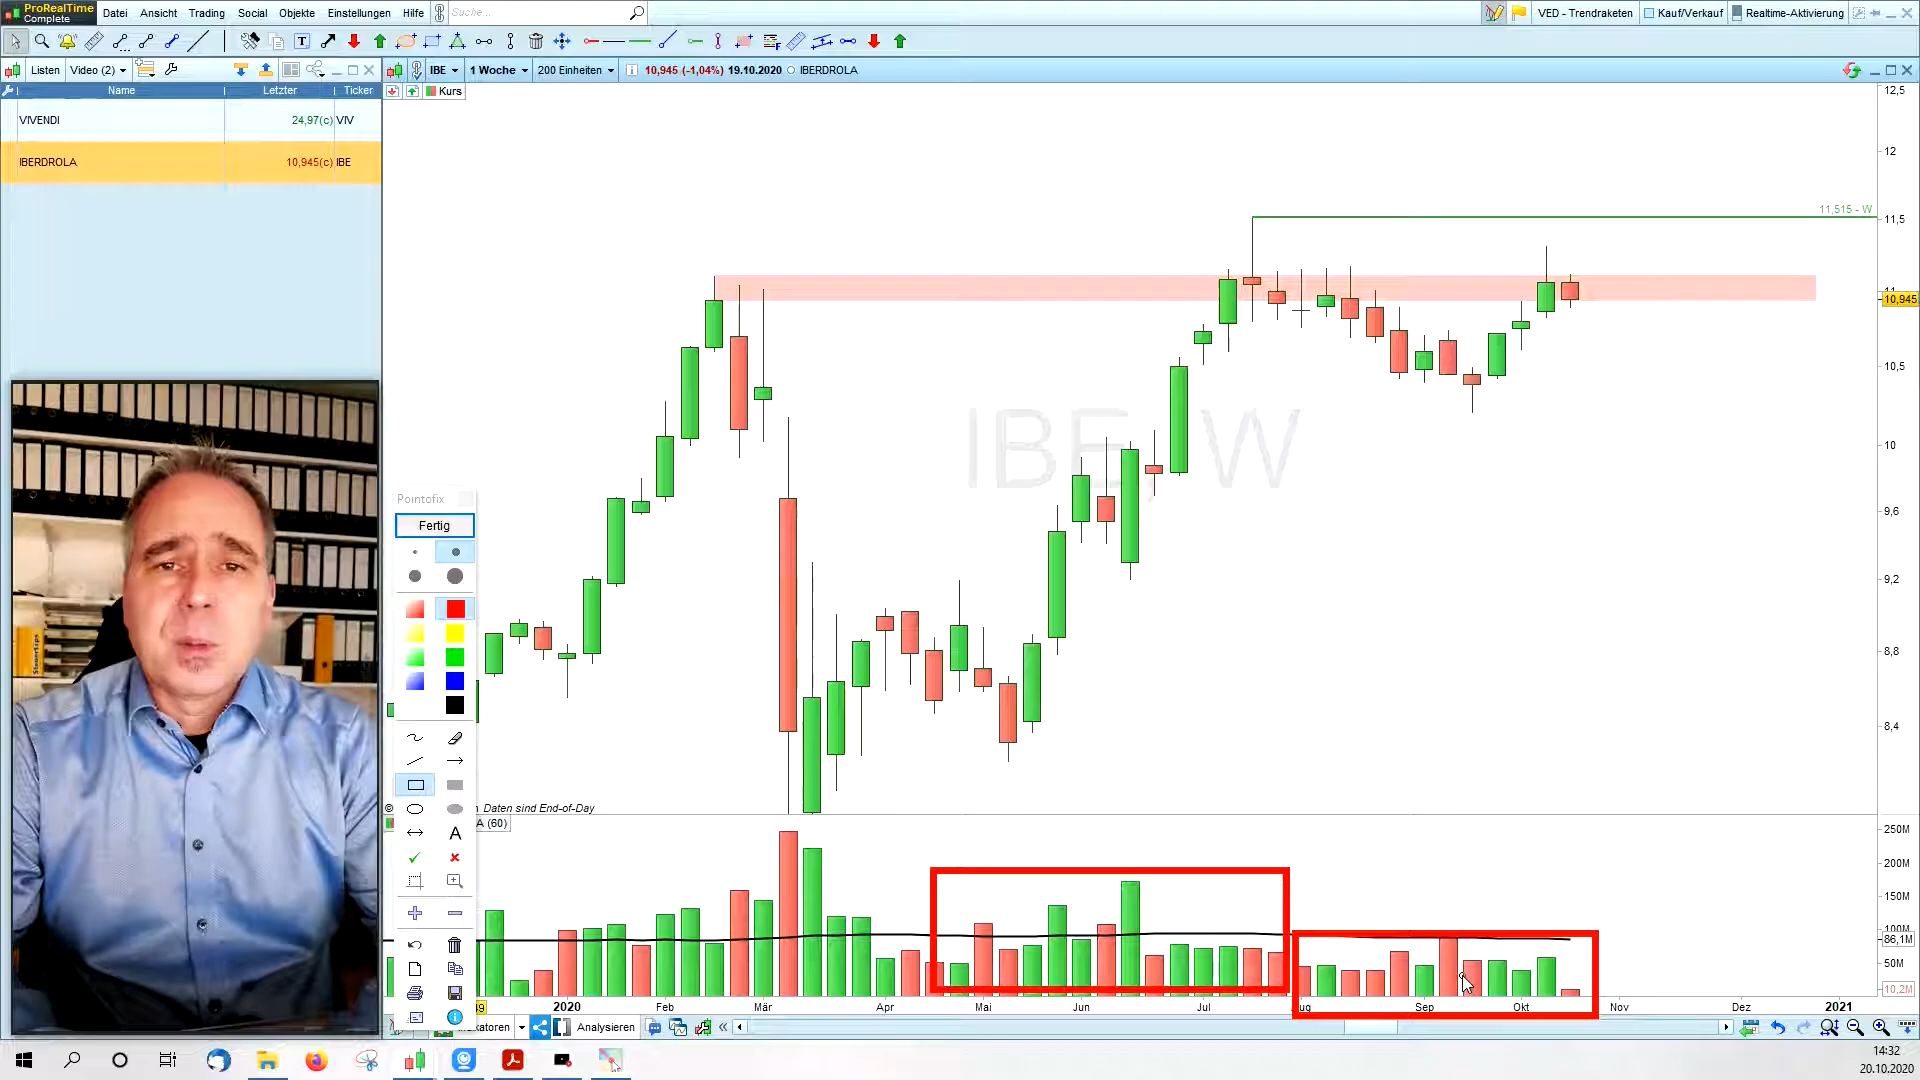 ProRealTime
Complete
Datei Ansicht Trading Social Objekte Einstellungen Hilfe Suche...
VED - Trendraketen Kauf/Verkauf Realtime-Aktivierung
Listen Video (2)
IBE 1 Woche 200 Einheiten 10,945 (-1,04%) 19.10.2020 IBERDROLA
Name Letzter Ticker
Kurs
VIVENDI 24,97(c) VIV
IBERDROLA 10,945(c) IBE
12,5
12
11,515 - W
11,5
11
10,945
10,5
IBE, W
10
9,6
9,2
8,8
8,4
Pointofix
Fertig
A
Daten sind End-of-Day
A (60)
250M
200M
150M
100M
86,1M
50M
10,2M
2020 Feb Mär Apr Mai Jun Jul Aug Sep Okt Nov Dez 2021
Analysieren
Steuertipps
14:32
20.10.2020